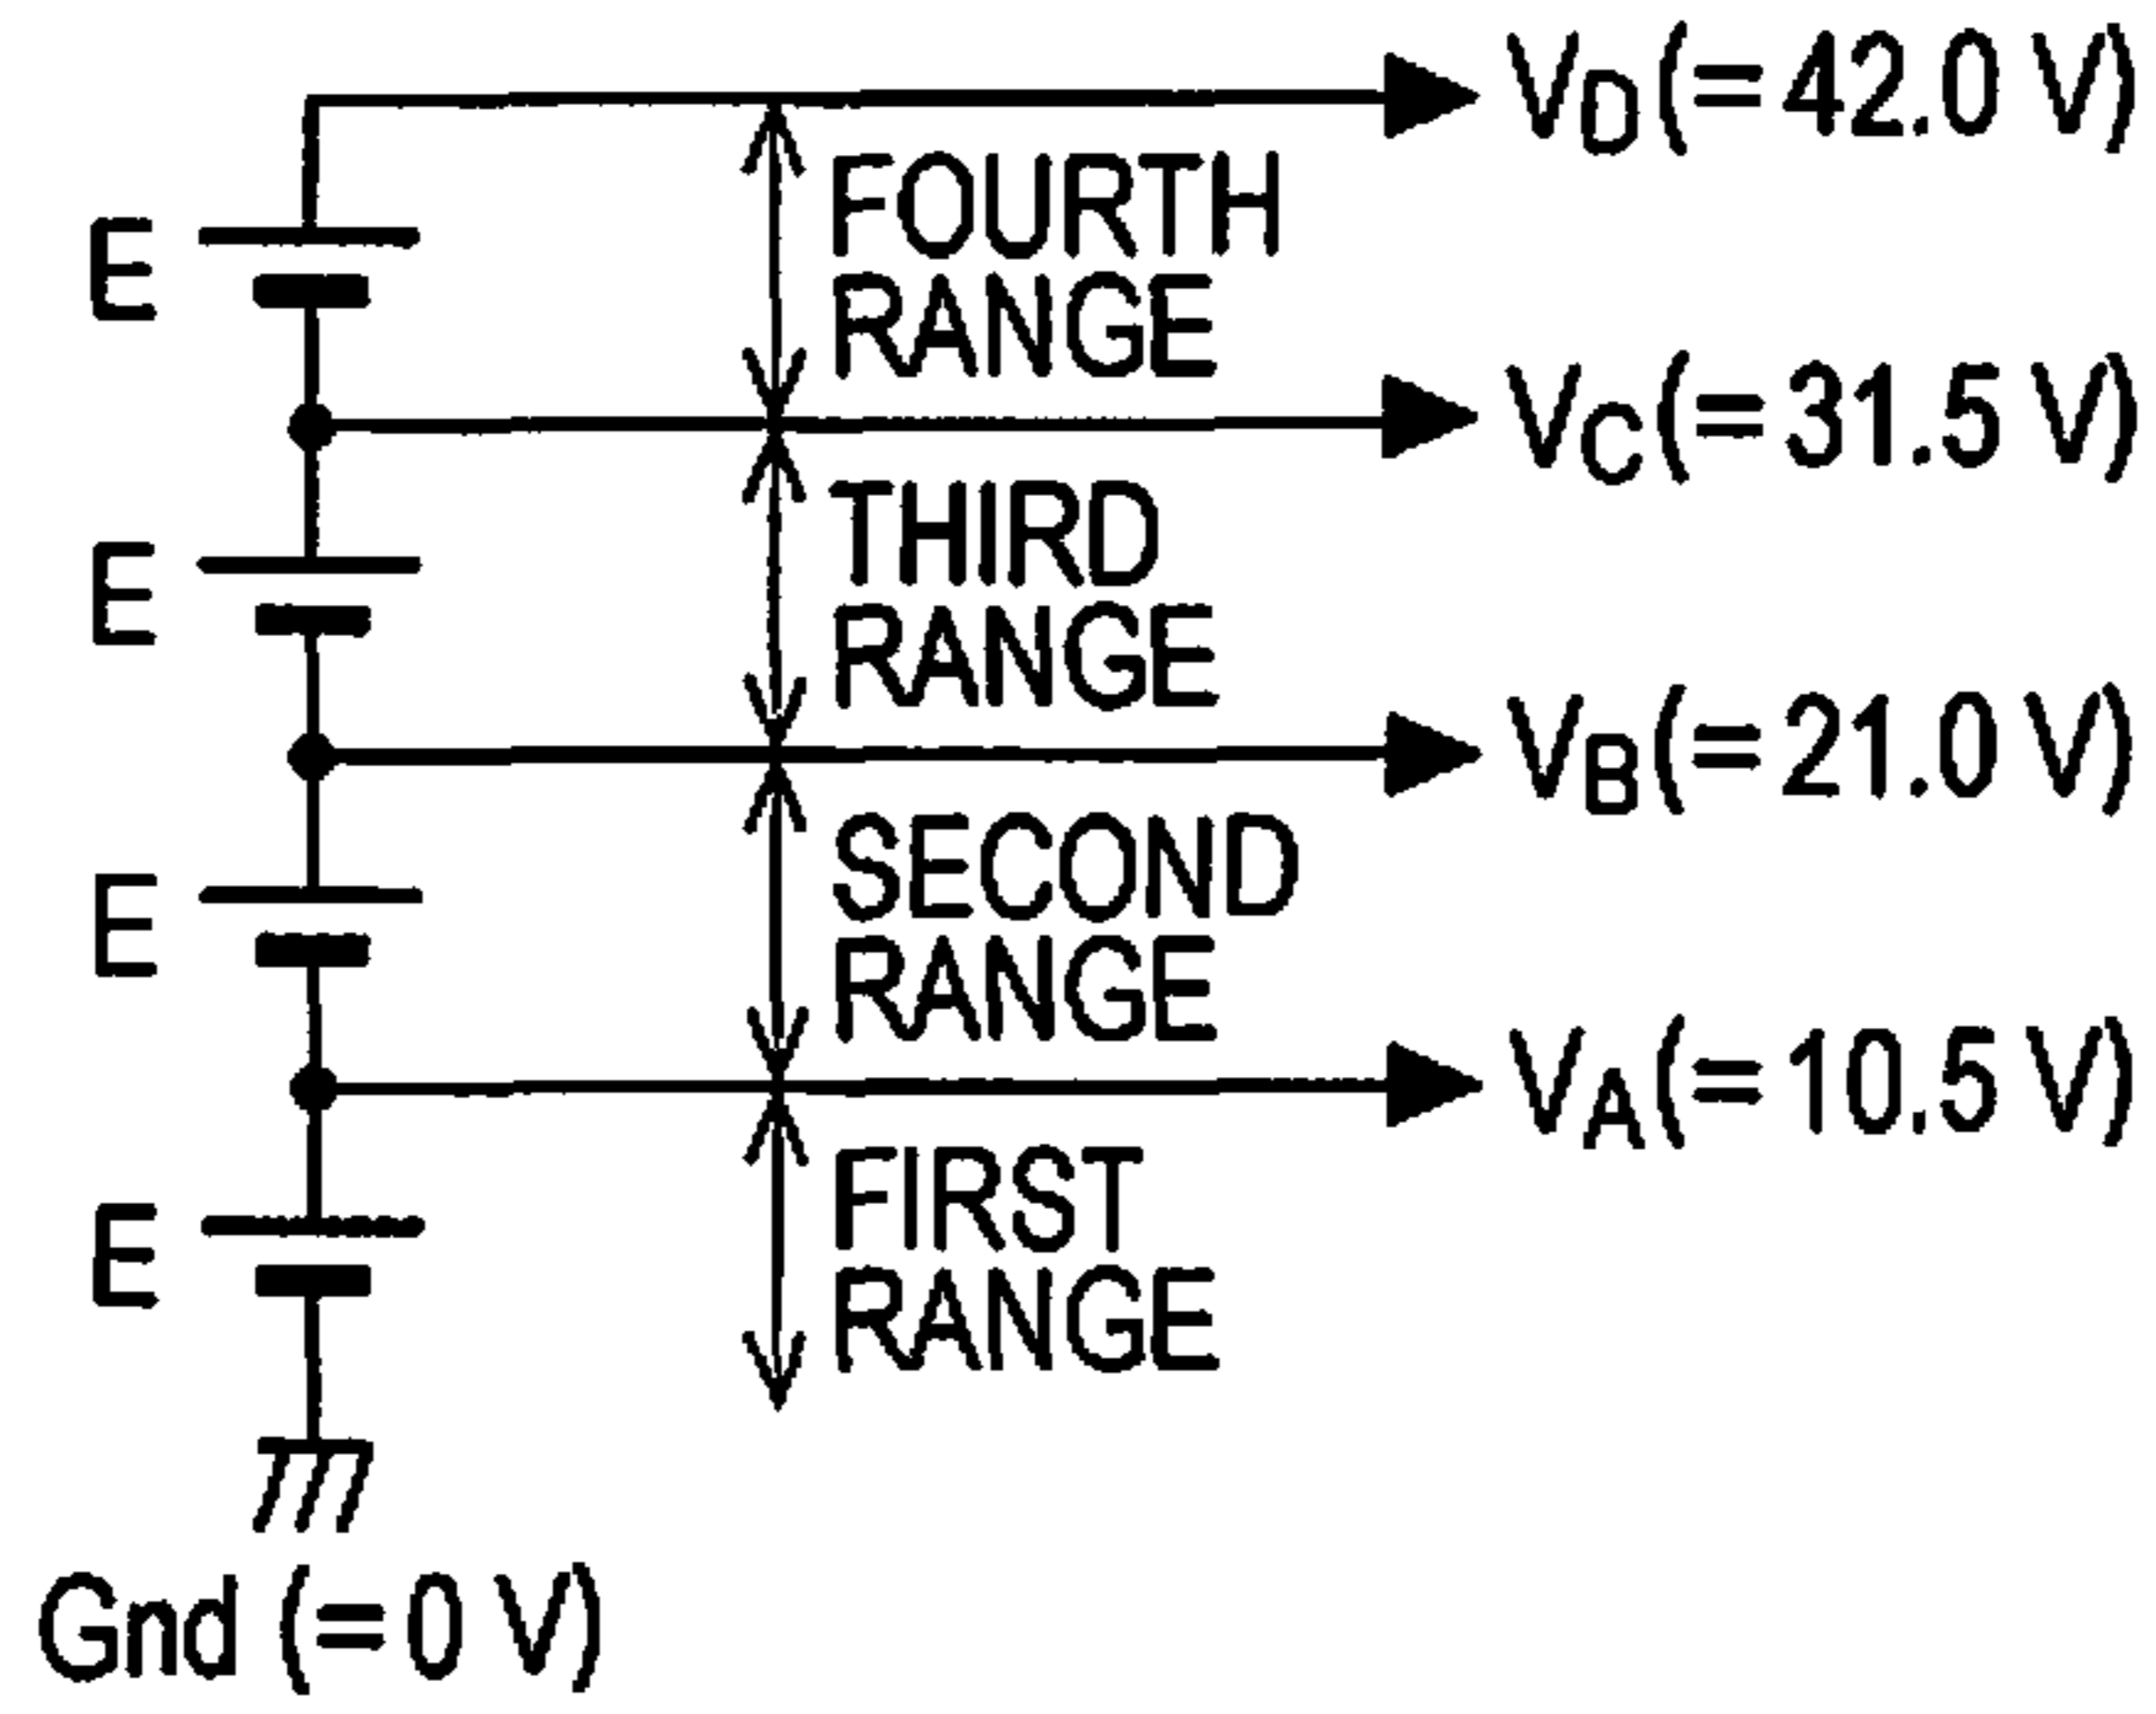 VD(= 42.0 V)
FOURTH
RANGE
E
VC(= 31.5 V)
THIRD
RANGE
E
VB(= 21.0 V)
SECOND
RANGE
E
VA(= 10.5 V)
FIRST
RANGE
E
Gnd (= 0 V)